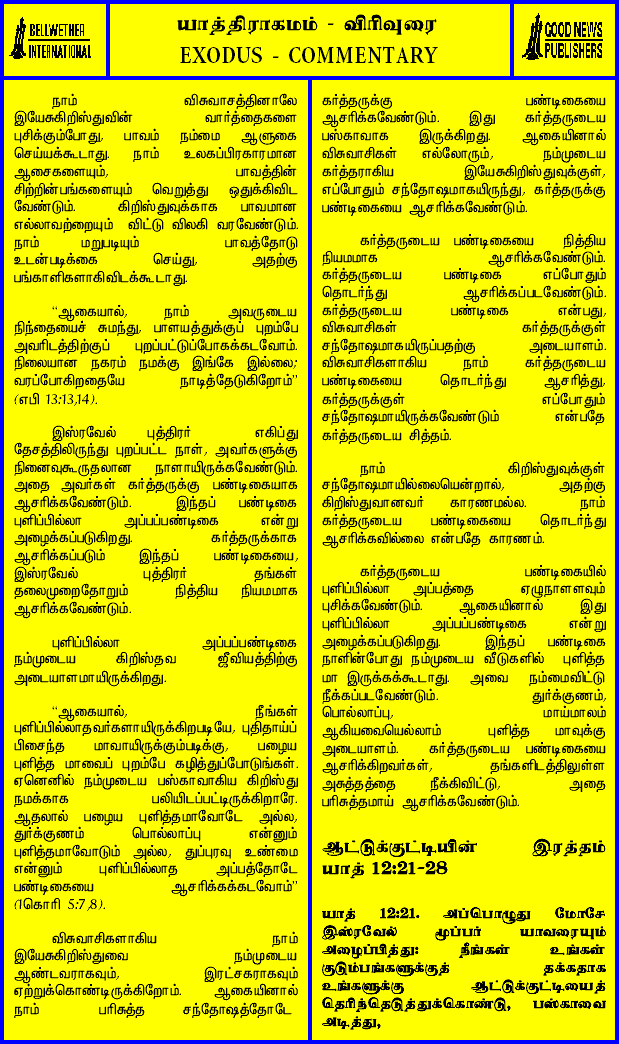 BELLWETHER
INTERNATIONAL
யாத்திராகமம் - விரிவுரை
EXODUS - COMMENTARY
GOOD NEWS
PUBLISHERS
நாம் விசுவாசத்தினாலே
இயேசுகிறிஸ்துவின் வார்த்தைகளை
புசிக்கும்போது, பாவம் நம்மை ஆளுகை
செய்யக்கூடாது. நாம் உலகப்பிரகாரமான
ஆசைகளையும், பாவத்தின்
சிற்றின்பங்களையும் வெறுத்து ஒதுக்கிவிட
வேண்டும். கிறிஸ்துவுக்காக பாவமான
எல்லாவற்றையும் விட்டு விலகி வரவேண்டும்.
நாம் மறுபடியும் பாவத்தோடு
உடன்படிக்கை செய்து, அதற்கு
பங்காளிகளாகிவிடக்கூடாது.
“ஆகையால், நாம் அவருடைய
நிந்தையைச் சுமந்து, பாளயத்துக்குப் புறம்பே
அவரிடத்திற்குப் புறப்பட்டுப்போகக்கடவோம்.
நிலையான நகரம் நமக்கு இங்கே இல்லை;
வரப்போகிறதையே நாடித்தேடுகிறோம்”
(எபி 13:13,14).
இஸ்ரவேல் புத்திரர் எகிப்து
தேசத்திலிருந்து புறப்பட்ட நாள், அவர்களுக்கு
நினைவுகூருதலான நாளாயிருக்கவேண்டும்.
அதை அவர்கள் கர்த்தருக்கு பண்டிகையாக
ஆசரிக்கவேண்டும். இந்தப் பண்டிகை
புளிப்பில்லா அப்பப்பண்டிகை என்று
அழைக்கப்படுகிறது. கர்த்தருக்காக
ஆசரிக்கப்படும் இந்தப் பண்டிகையை,
இஸ்ரவேல் புத்திரர் தங்கள்
தலைமுறைதோறும் நித்திய நியமமாக
ஆசரிக்கவேண்டும்.
புளிப்பில்லா அப்பப்பண்டிகை
நம்முடைய கிறிஸ்தவ ஜீவியத்திற்கு
அடையாளமாயிருக்கிறது.
“ஆகையால், நீங்கள்
புளிப்பில்லாதவர்களாயிருக்கிறபடியே, புதிதாய்ப்
பிசைந்த மாவாயிருக்கும்படிக்கு, பழைய
புளித்த மாவைப் புறம்பே கழித்துப்போடுங்கள்.
ஏனெனில் நம்முடைய பஸ்காவாகிய கிறிஸ்து
நமக்காக பலியிடப்பட்டிருக்கிறாரே.
ஆதலால் பழைய புளித்தமாவோடே அல்ல,
துர்க்குணம் பொல்லாப்பு என்னும்
புளித்தமாவோடும் அல்ல, துப்புரவு உண்மை
என்னும் புளிப்பில்லாத அப்பத்தோடே
பண்டிகையை ஆசரிக்கக்கடவோம்”
(1கொரி 5:7,8).
விசுவாசிகளாகிய நாம்
இயேசுகிறிஸ்துவை நம்முடைய
ஆண்டவராகவும், இரட்சகராகவும்
ஏற்றுக்கொண்டிருக்கிறோம். ஆகையினால்
நாம் பரிசுத்த சந்தோஷத்தோடே
கர்த்தருக்கு பண்டிகையை
ஆசரிக்கவேண்டும். இது கர்த்தருடைய
பஸ்காவாக இருக்கிறது. ஆகையினால்
விசுவாசிகள் எல்லோரும், நம்முடைய
கர்த்தராகிய இயேசுகிறிஸ்துவுக்குள்,
எப்போதும் சந்தோஷமாகயிருந்து, கர்த்தருக்கு
பண்டிகையை ஆசரிக்கவேண்டும்.
கர்த்தருடைய பண்டிகையை நித்திய
நியமமாக ஆசரிக்கவேண்டும்.
கர்த்தருடைய பண்டிகை எப்போதும்
தொடர்ந்து ஆசரிக்கப்படவேண்டும்.
கர்த்தருடைய பண்டிகை என்பது,
விசுவாசிகள் கர்த்தருக்குள்
சந்தோஷமாகயிருப்பதற்கு அடையாளம்.
விசுவாசிகளாகிய நாம் கர்த்தருடைய
பண்டிகையை தொடர்ந்து ஆசரித்து,
கர்த்தருக்குள் எப்போதும்
சந்தோஷமாயிருக்கவேண்டும் என்பதே
கர்த்தருடைய சித்தம்.
நாம் கிறிஸ்துவுக்குள்
சந்தோஷமாயில்லையென்றால், அதற்கு
கிறிஸ்துவானவர் காரணமல்ல. நாம்
கர்த்தருடைய பண்டிகையை தொடர்ந்து
ஆசரிக்கவில்லை என்பதே காரணம்.
கர்த்தருடைய பண்டிகையில்
புளிப்பில்லா அப்பத்தை ஏழுநாளளவும்
புசிக்கவேண்டும். ஆகையினால் இது
புளிப்பில்லா அப்பப்பண்டிகை என்று
அழைக்கப்படுகிறது. இந்தப் பண்டிகை
நாளின்போது நம்முடைய வீடுகளில் புளித்த
மா இருக்கக்கூடாது. அவை நம்மைவிட்டு
நீக்கப்படவேண்டும். துர்க்குணம்,
பொல்லாப்பு, மாய்மாலம்
ஆகியவையெல்லாம் புளித்த மாவுக்கு
அடையாளம். கர்த்தருடைய பண்டிகையை
ஆசரிக்கிறவர்கள், தங்களிடத்திலுள்ள
அசுத்தத்தை நீக்கிவிட்டு, அதை
பரிசுத்தமாய் ஆசரிக்கவேண்டும்.
ஆட்டுக்குட்டியின் இரத்தம்
யாத் 12:21-28
யாத் 12:21. அப்பொழுது மோசே
இஸ்ரவேல் மூப்பர் யாவரையும்
அழைப்பித்து: நீங்கள் உங்கள்
குடும்பங்களுக்குத் தக்கதாக
உங்களுக்கு ஆட்டுக்குட்டியைத்
தெரிந்தெடுத்துக்கொண்டு, பஸ்காவை
அடித்து,